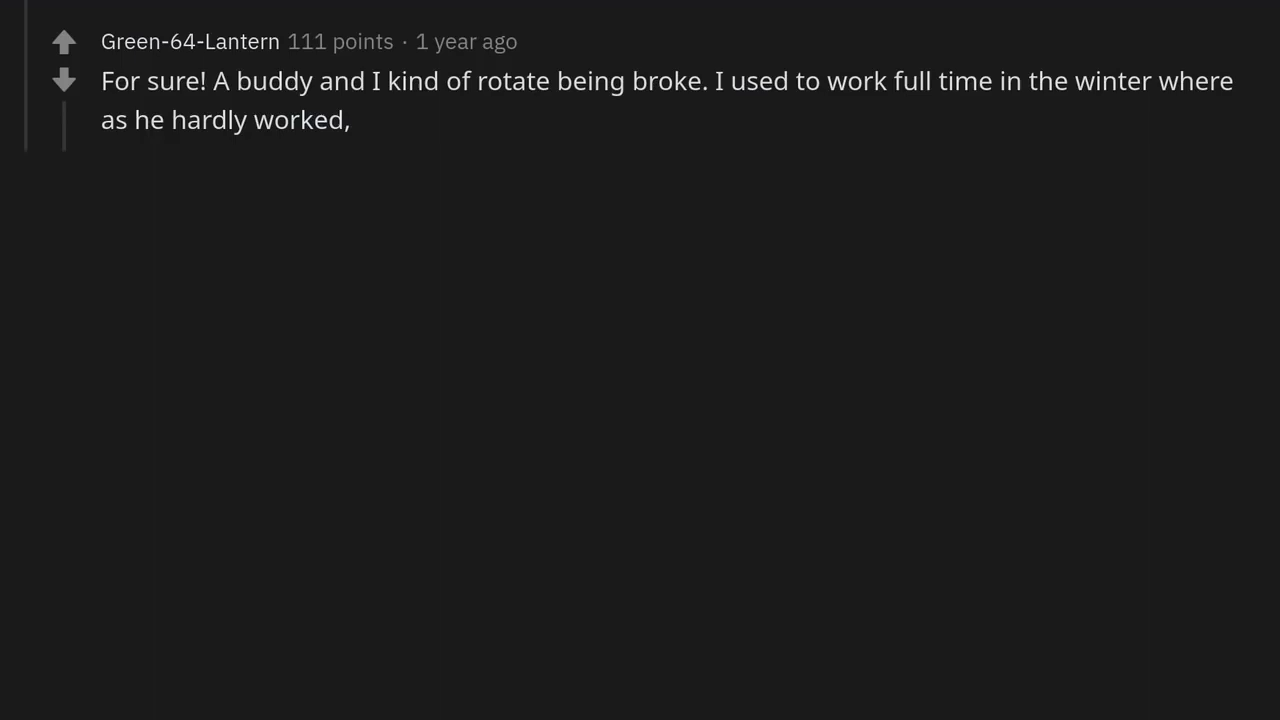 Green-64-Lantern 111 points · 1 year ago
For sure! A buddy and I kind of rotate being broke. I used to work full time in the winter where
as he hardly worked,